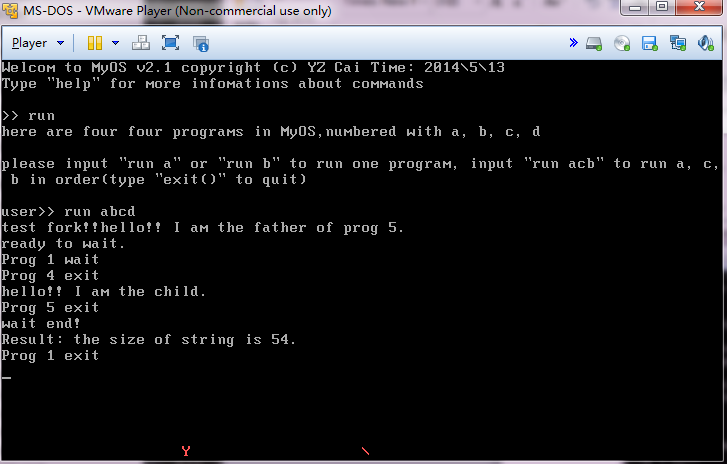 MS-DOS - VMware Player (Non-commercial use only)
Player
»
Welcom to MyOS v2.1 copyright (c) YZ Cai Time: 2014\5\13
Type "help" for more infomations about commands
>> run
here are four four programs in MyOS,numbered with a, b, c, d
please input "run a" or "run b" to run one program, input "run acb" to run a, c,
 b in order(type "exit()" to quit)
user>> run abcd
test fork!!hello!! I am the father of prog 5.
ready to wait.
Prog 1 wait
Prog 4 exit
hello!! I am the child.
Prog 5 exit
wait end!
Result: the size of string is 54.
Prog 1 exit
_
Y \